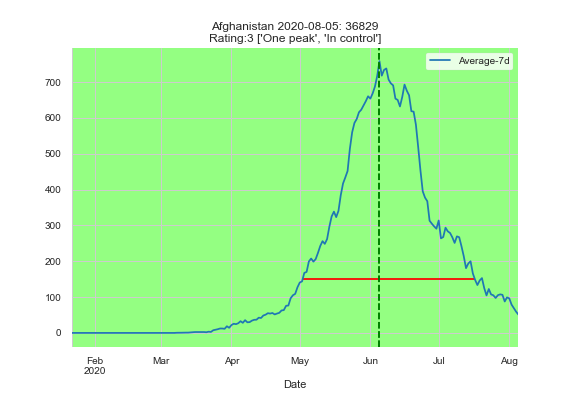 Afghanistan 2020-08-05: 36829
Rating:3 ['One peak', 'In control']
Average-7d
700
600
500
400
300
200
100
0
Feb Mar Apr May Jun Jul Aug
2020
Date